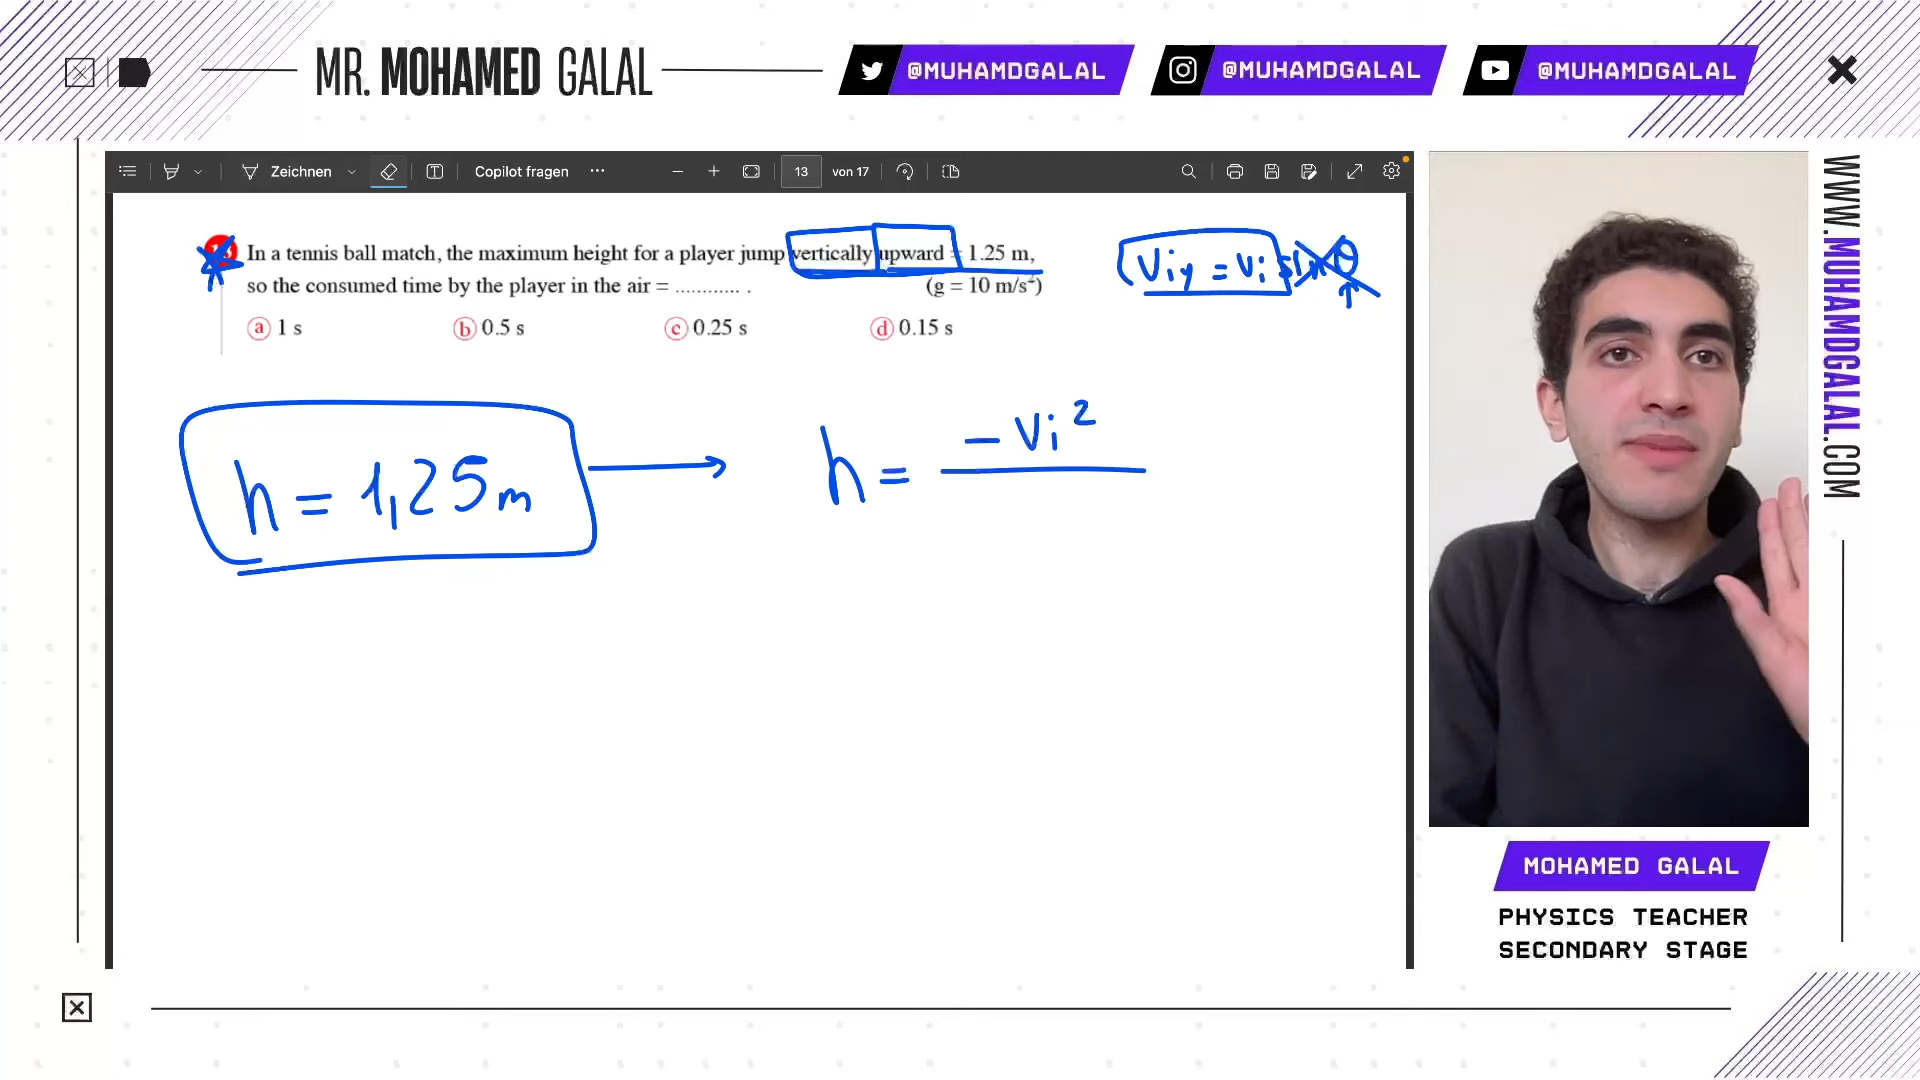 MR. MOHAMED GALAL
@MUHAMDGALAL
@MUHAMDGALAL
@MUHAMDGALAL
Zeichnen
Copilot fragen
13 von 17
In a tennis ball match, the maximum height for a player jump vertically upward = 1.25 m,
so the consumed time by the player in the air = ............ .
(g = 10 m/s²)
a 1 s
b 0.5 s
c 0.25 s
d 0.15 s
Viy = Vi sin θ
h = 1,25m
h = -Vi²
WWW.MUHAMDGALAL.COM
MOHAMED GALAL
PHYSICS TEACHER
SECONDARY STAGE